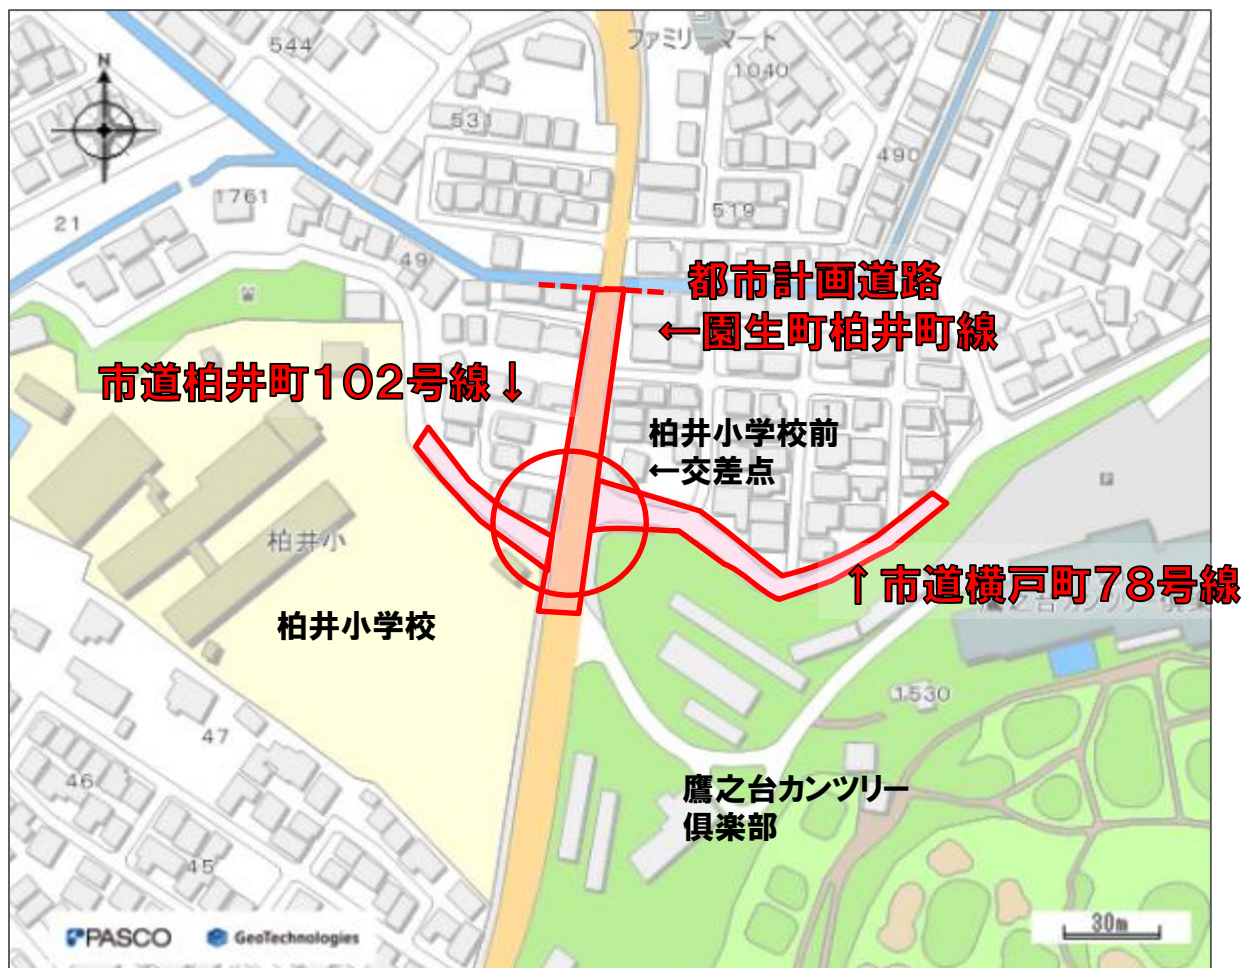 ファミリーマート
544
N
1040
531
490
1761
519
21
49
都市計画道路
←園生町柏井町線
市道柏井町102号線↓
柏井小学校前
←交差点
P
柏井小
↑市道横戸町78号線
柏井小学校
1530
47
46
鷹之台カンツリー
倶楽部
45
PASCO
GeoTechnologies
30m